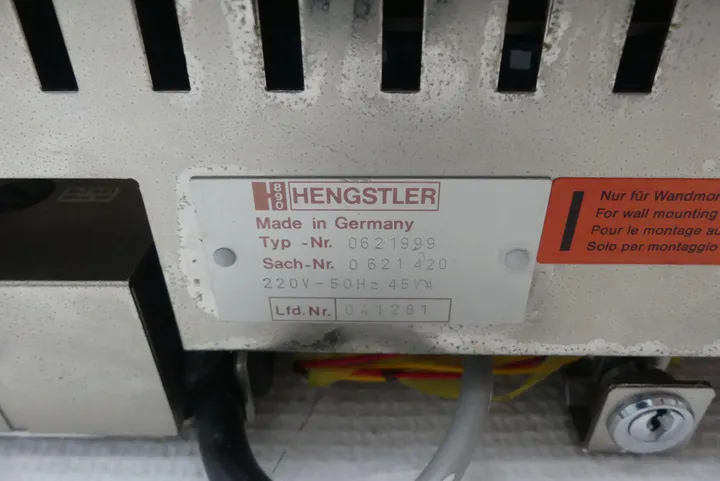 890 HENGSTLER
Made in Germany
Typ -Nr. 0621999
Sach-Nr. 0621420
220V-50Hz 45VA
Lfd.Nr. 041281
Nur für Wandmon
For wall mounting
Pour le montage au
Solo per montaggio